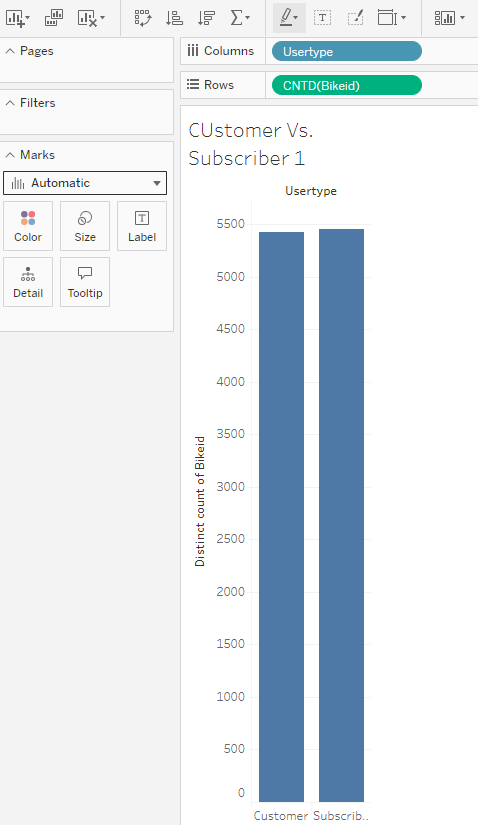 Pages
Columns
Usertype
Rows
CNTD(Bikeid)
Filters
Marks
Automatic
Color
Size
T
Label
Detail
Tooltip
T
CUstomer Vs.
Subscriber 1
Usertype
5500
5000
4500
4000
3500
3000
2500
2000
1500
1000
500
0
Distinct count of Bikeid
Customer
Subscrib..